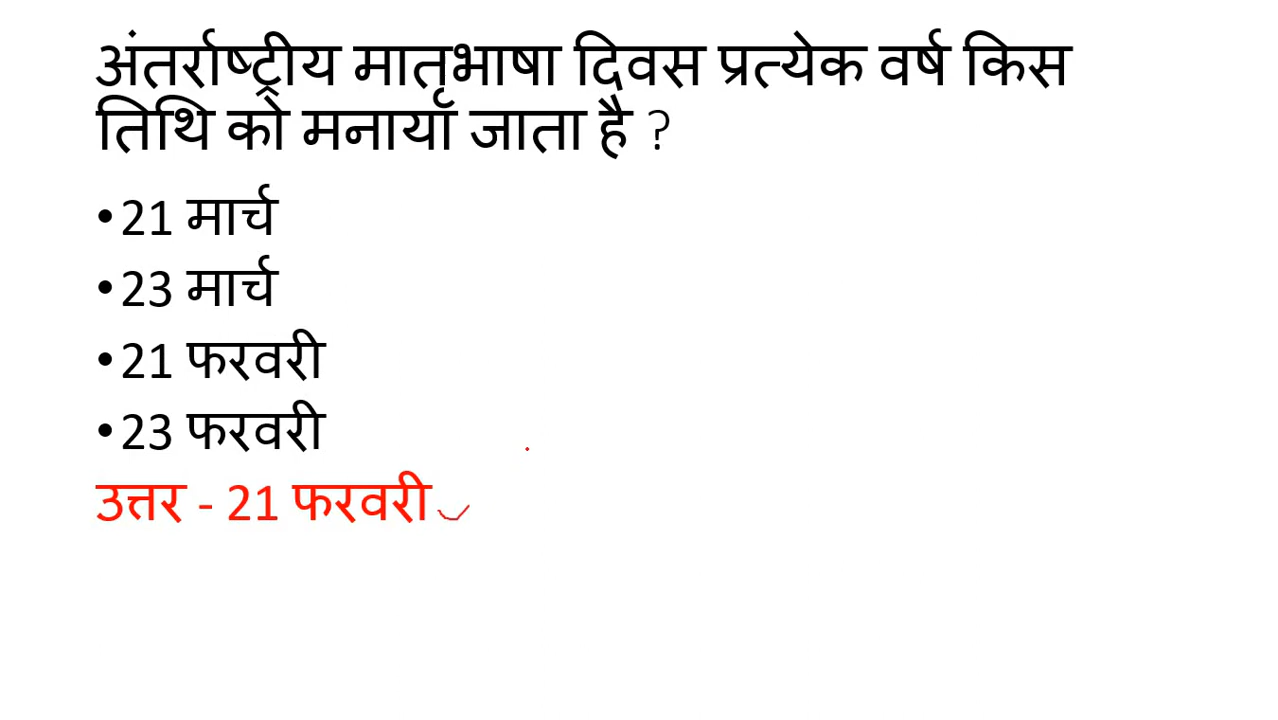 अंतर्राष्ट्रीय मातृभाषा दिवस प्रत्येक वर्ष किस
तिथि को मनाया जाता है ?
•21 मार्च
•23 मार्च
•21 फरवरी
•23 फरवरी
उत्तर - 21 फरवरी